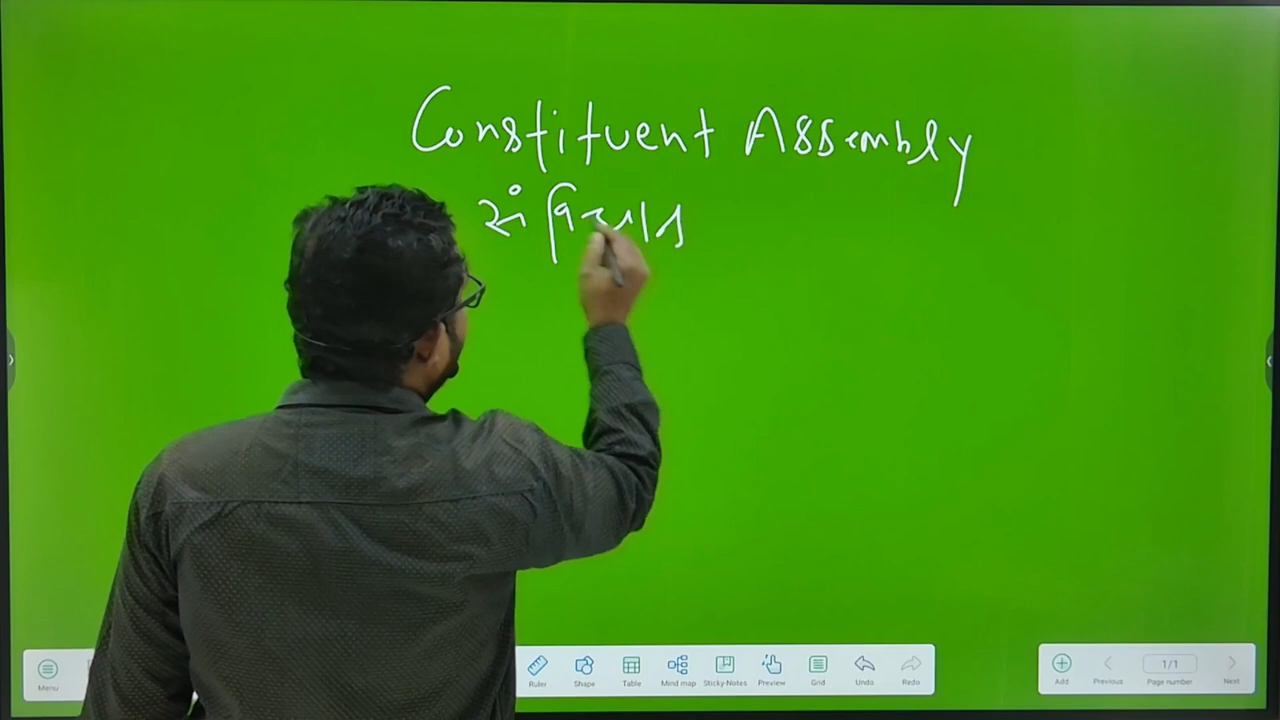 Constituent Assembly
Menu
Ruler
Shape
Table
Mind map
Sticky-Notes
Preview
Grid
Undo
Redo
Add
Previous
1/1
Page number
Next